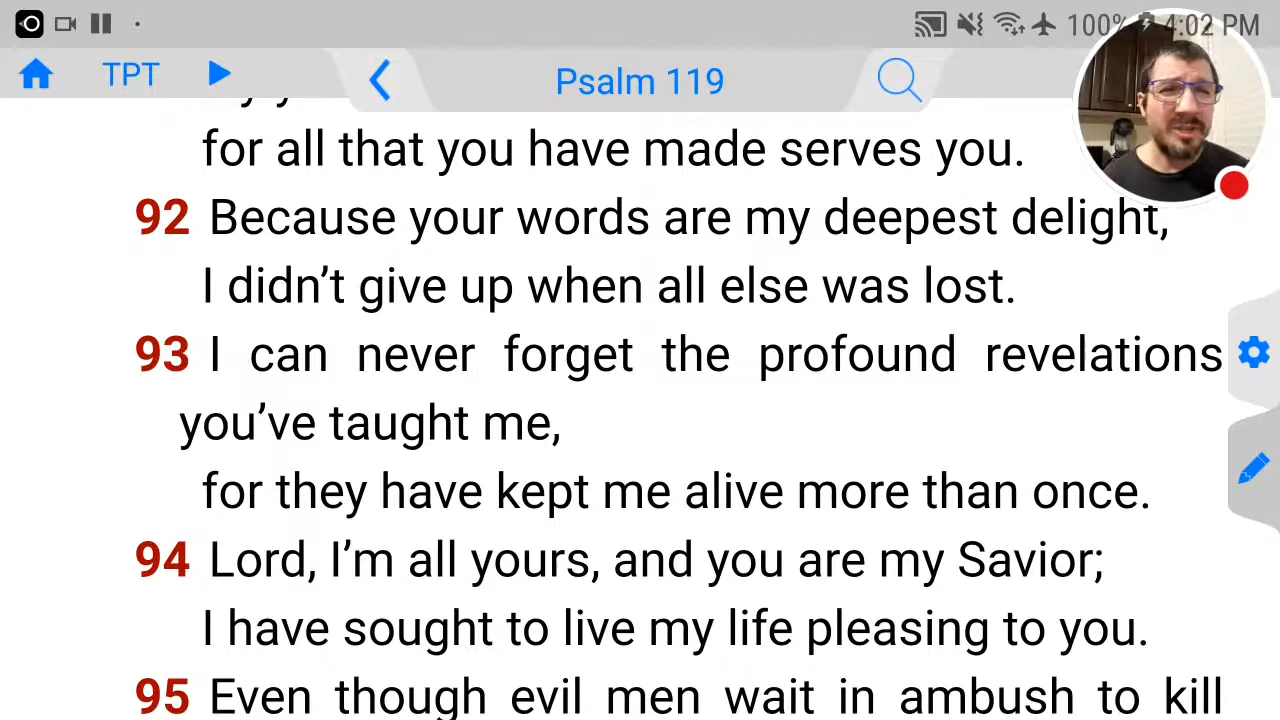 100% 4:02 PM
TPT Psalm 119
for all that you have made serves you.
92 Because your words are my deepest delight,
I didn’t give up when all else was lost.
93 I can never forget the profound revelations
you’ve taught me,
for they have kept me alive more than once.
94 Lord, I’m all yours, and you are my Savior;
I have sought to live my life pleasing to you.
95 Even though evil men wait in ambush to kill